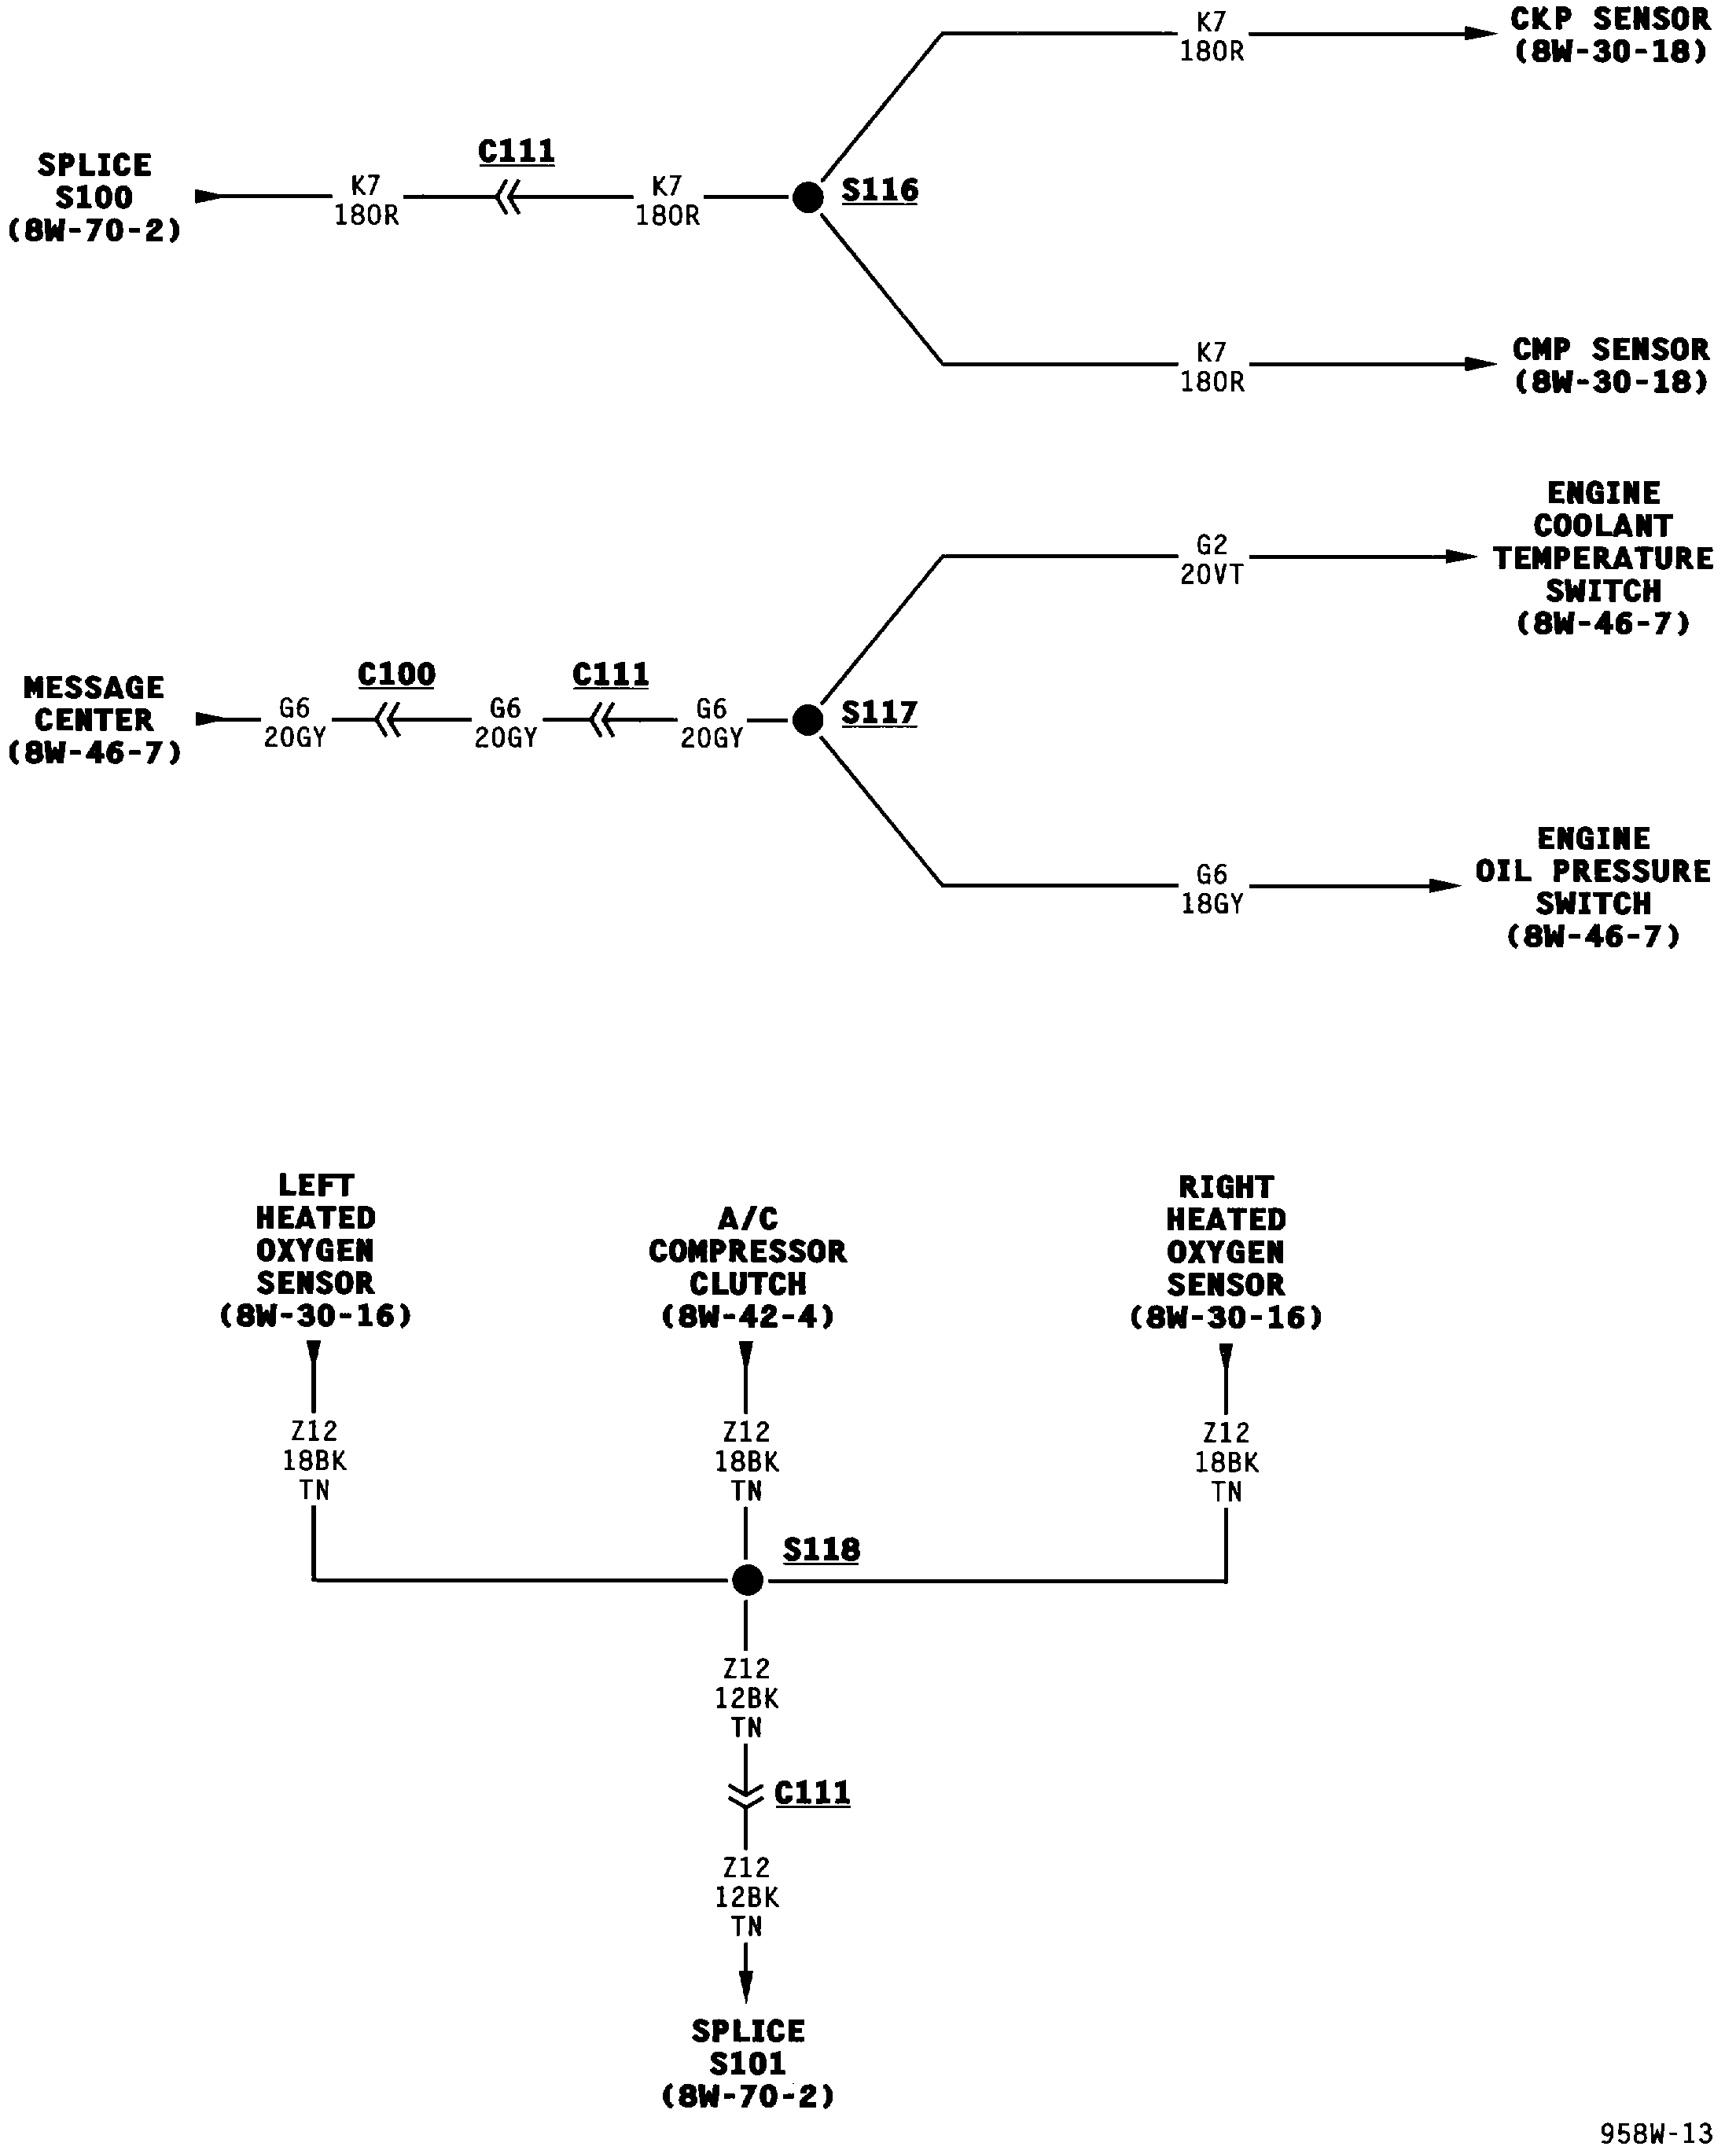 CKP SENSOR
(8W-30-18)
K7
18OR
SPLICE
S100
(8W-70-2)
K7
18OR
C111
K7
18OR
S116
K7
18OR
CMP SENSOR
(8W-30-18)
ENGINE
COOLANT
TEMPERATURE
SWITCH
(8W-46-7)
G2
20VT
MESSAGE
CENTER
(8W-46-7)
G6
20GY
C100
G6
20GY
C111
G6
20GY
S117
G6
18GY
ENGINE
OIL PRESSURE
SWITCH
(8W-46-7)
LEFT
HEATED
OXYGEN
SENSOR
(8W-30-16)
A/C
COMPRESSOR
CLUTCH
(8W-42-4)
RIGHT
HEATED
OXYGEN
SENSOR
(8W-30-16)
Z12
18BK
TN
Z12
18BK
TN
Z12
18BK
TN
S118
Z12
12BK
TN
C111
Z12
12BK
TN
SPLICE
S101
(8W-70-2)
958W-13